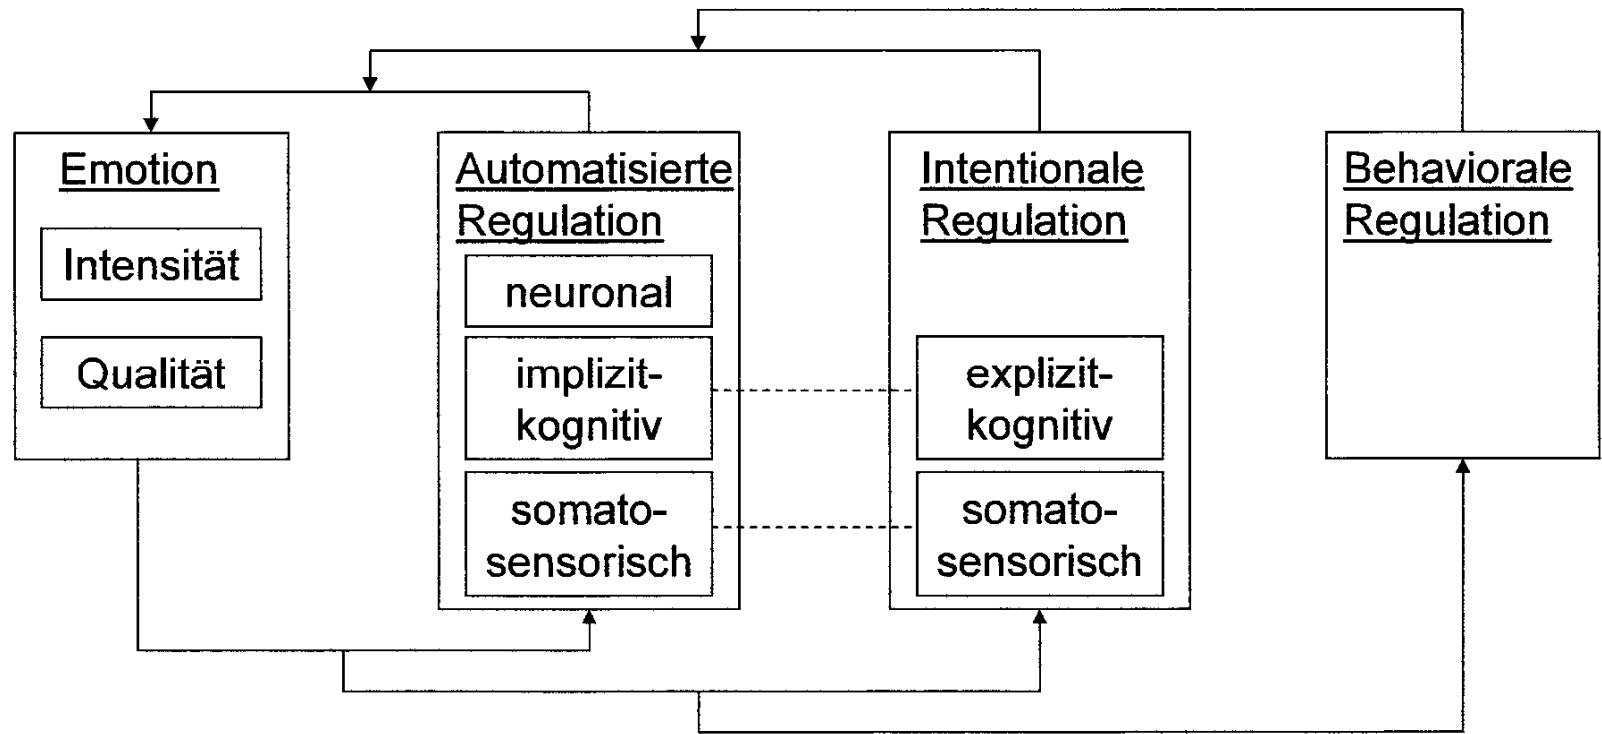 Emotion
Intensität
Qualität
Automatisierte
Regulation
neuronal
implizit-
kognitiv
somato-
sensorisch
Intentionale
Regulation
explizit-
kognitiv
somato-
sensorisch
Behaviorale
Regulation